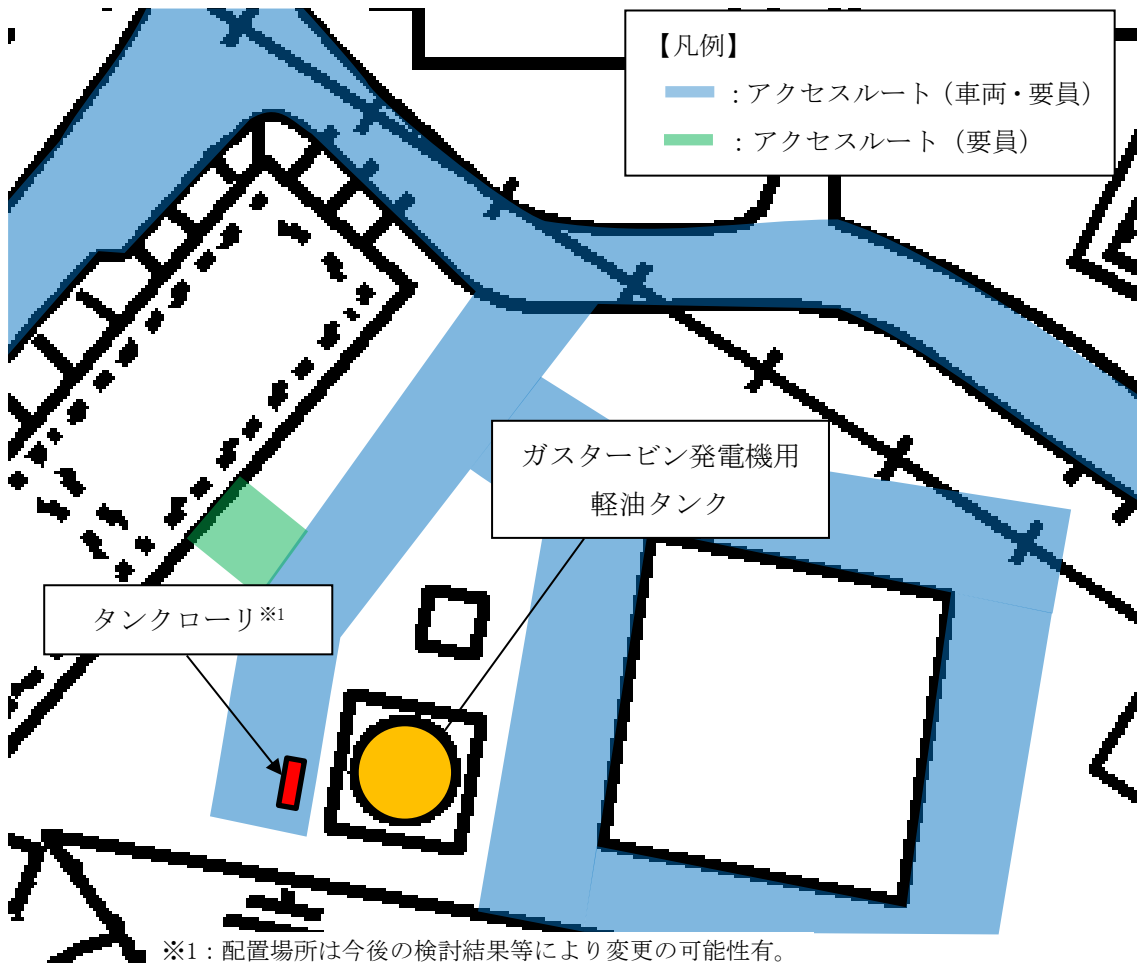 【凡例】
：アクセスルート（車両・要員）
：アクセスルート（要員）
ガスタービン発電機用
軽油タンク
タンクローリ※1
※1：配置場所は今後の検討結果等により変更の可能性有。